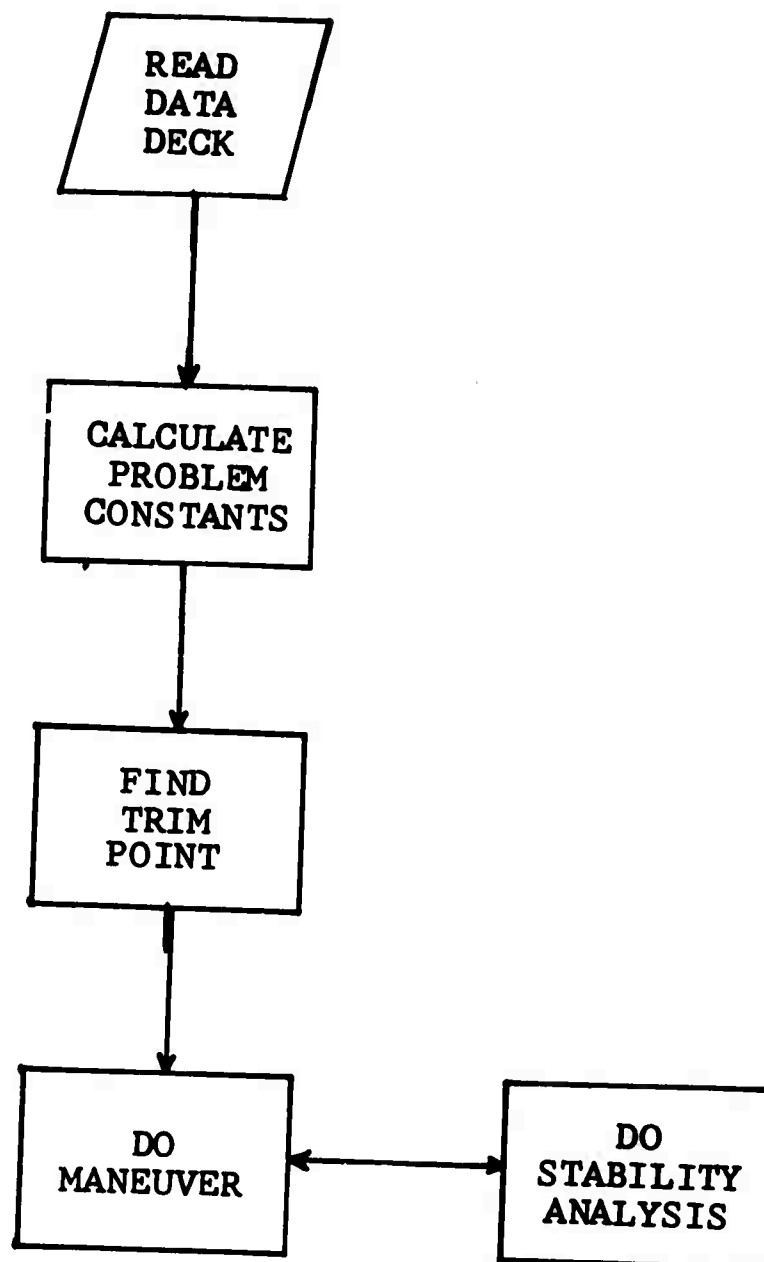 READ
DATA
DECK
CALCULATE
PROBLEM
CONSTANTS
FIND
TRIM
POINT
DO
MANEUVER
DO
STABILITY
ANALYSIS